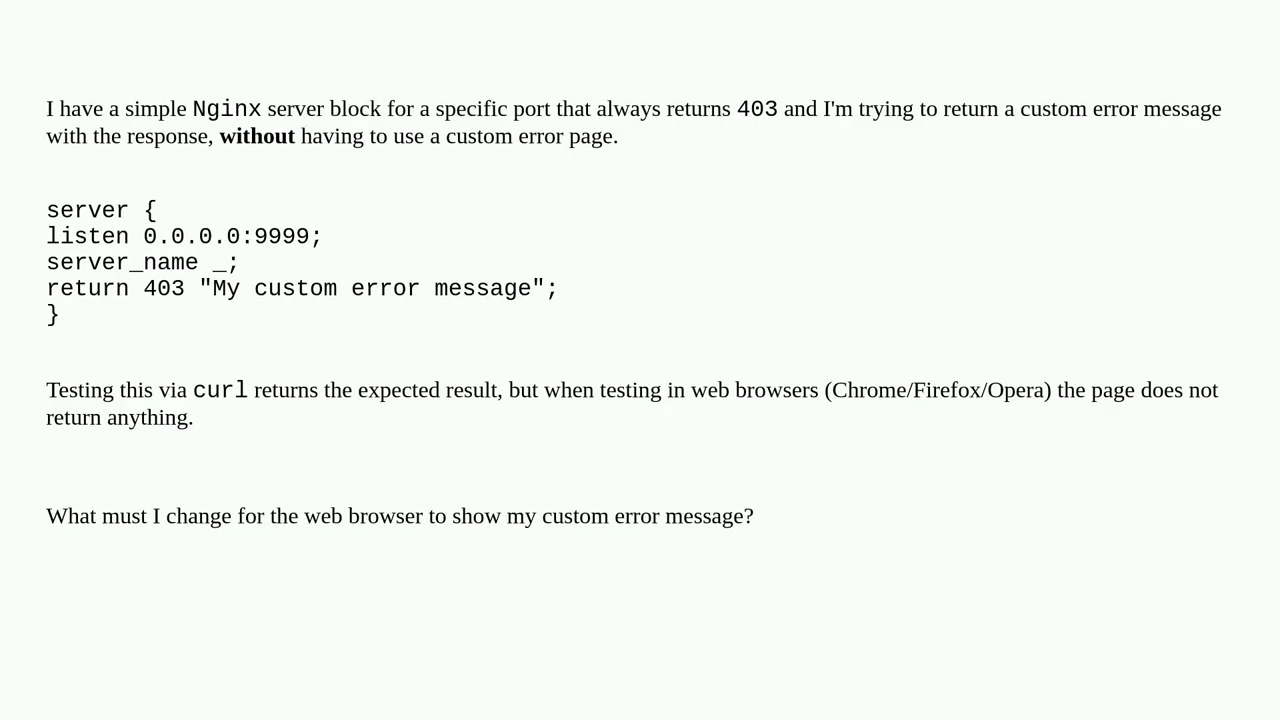 I have a simple Nginx server block for a specific port that always returns 403 and I'm trying to return a custom error message
with the response, without having to use a custom error page.
server {
listen 0.0.0.0:9999;
server_name _;
return 403 "My custom error message";
}
Testing this via curl returns the expected result, but when testing in web browsers (Chrome/Firefox/Opera) the page does not
return anything.
What must I change for the web browser to show my custom error message?